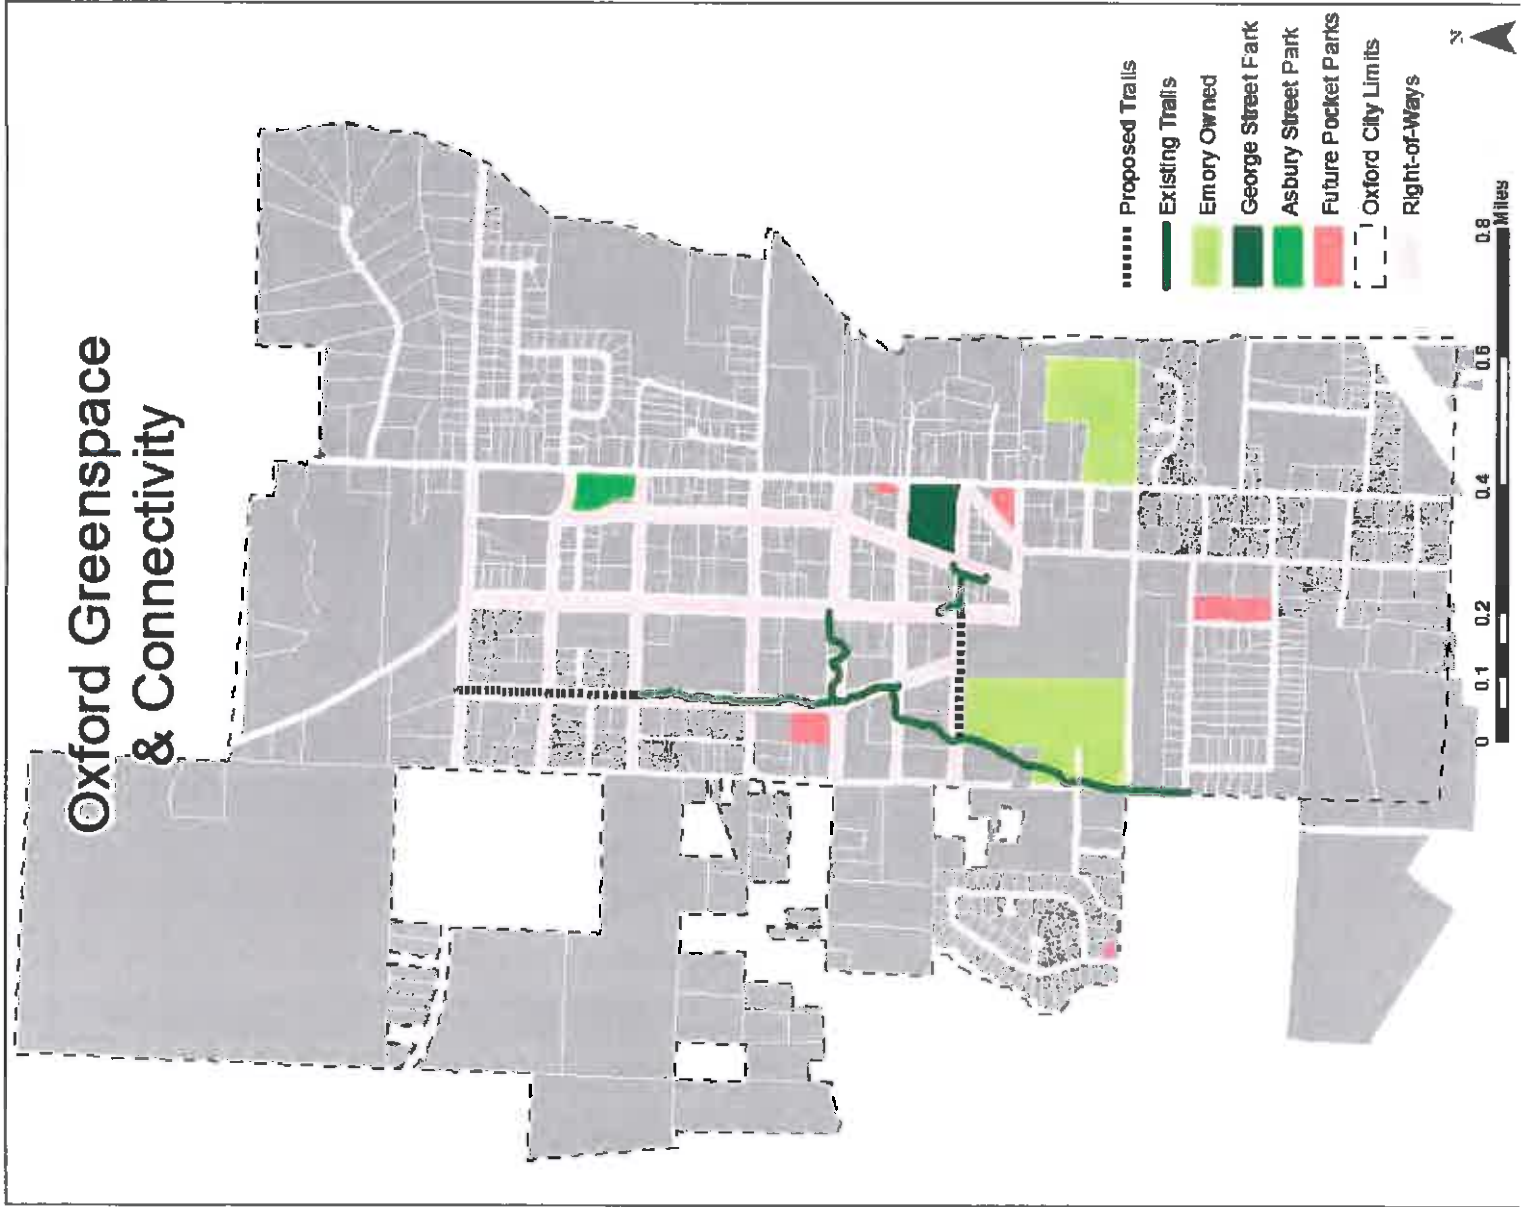 Oxford Greenspace
& Connectivity
Proposed Trails
Existing Trails
Emory Owned
George Street Park
Asbury Street Park
Future Pocket Parks
Oxford City Limits
Right-of-Ways
N
0 0.1 0.2 0.4 0.6 0.8
Miles